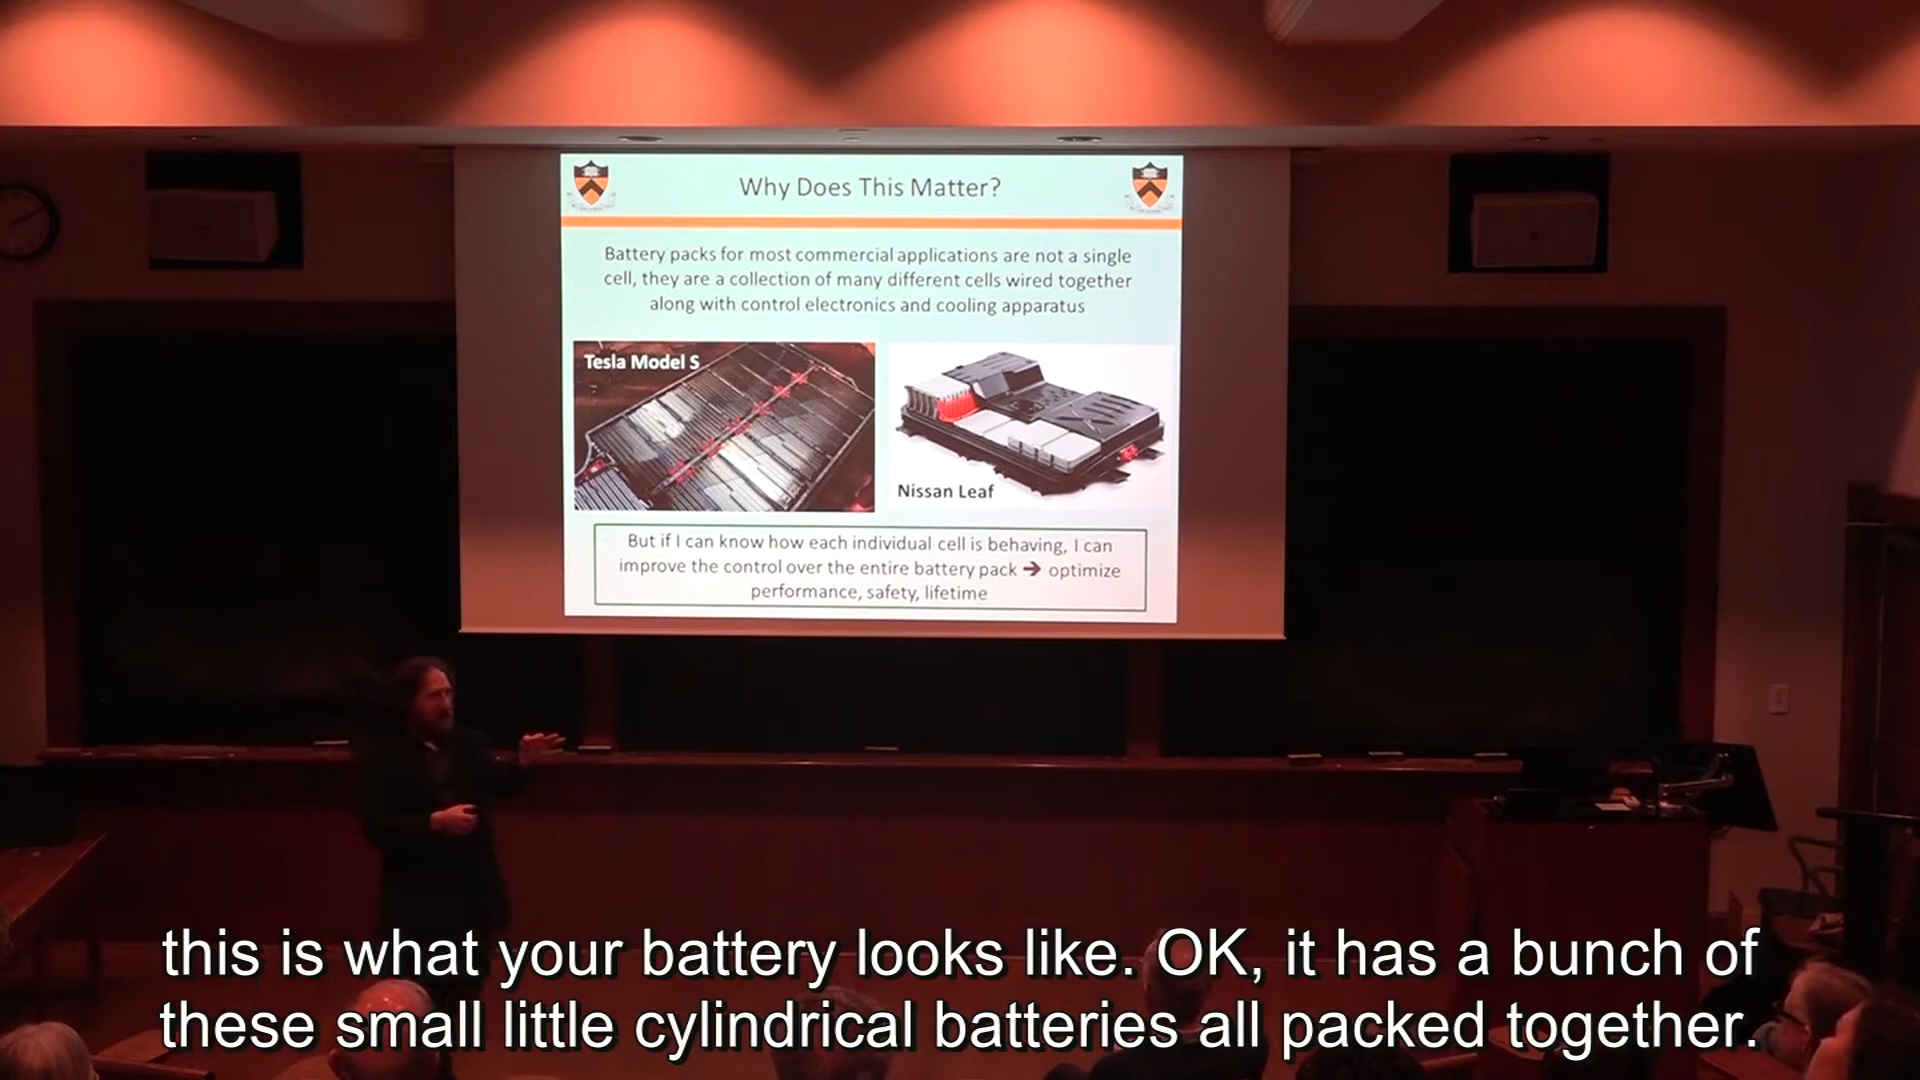 Why Does This Matter?
Battery packs for most commercial applications are not a single
cell, they are a collection of many different cells wired together
along with control electronics and cooling apparatus
Tesla Model S
Nissan Leaf
But if I can know how each individual cell is behaving, I can
improve the control over the entire battery pack ➔ optimize
performance, safety, lifetime
this is what your battery looks like. OK, it has a bunch of
these small little cylindrical batteries all packed together.